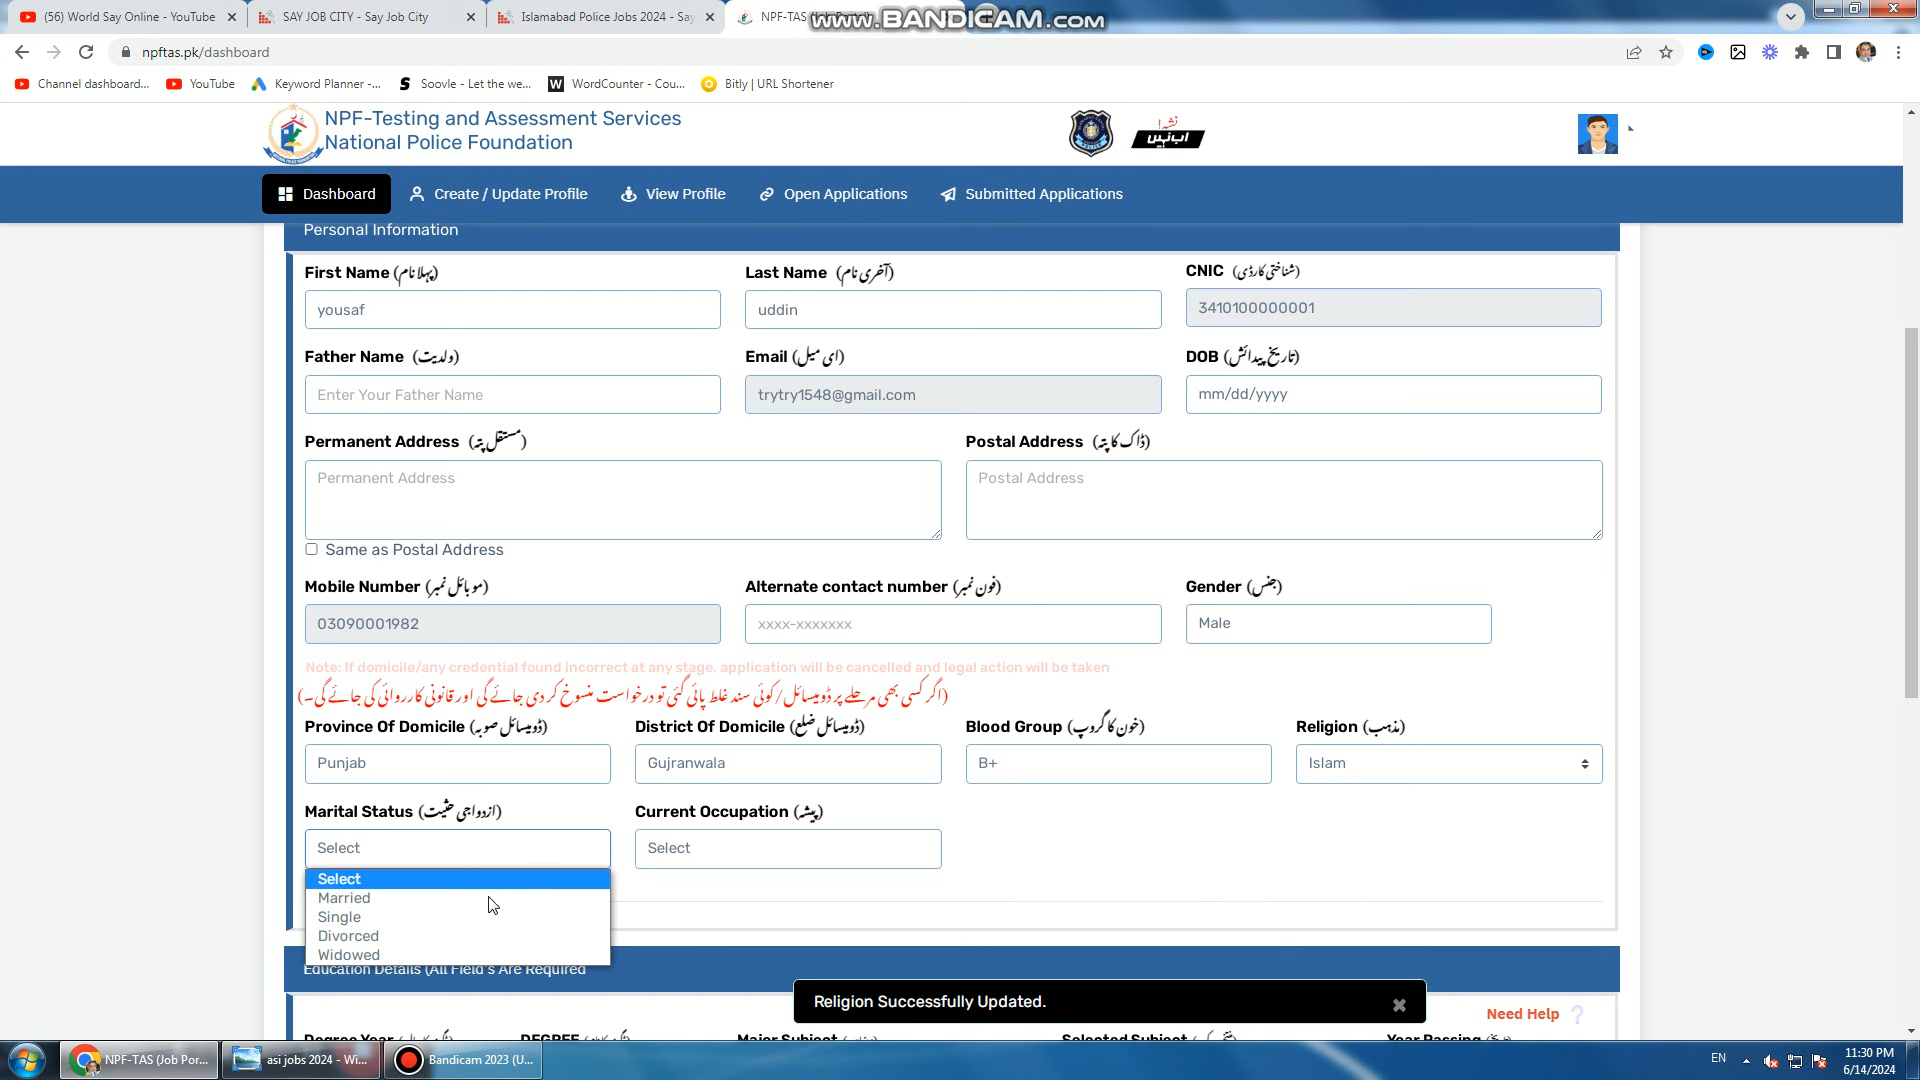 (56) World Say Online - YouTube
SAY JOB CITY - Say Job City
Islamabad Police Jobs 2024 - Say
NPF-TAS
WWW.BANDICAM.COM
npftas.pk/dashboard
Channel dashboard...
YouTube
Keyword Planner -...
Soovle - Let the we...
WordCounter - Cou...
Bitly | URL Shortener
NPF-Testing and Assessment Services
National Police Foundation
نشہ!
اب نہیں
Dashboard
Create / Update Profile
View Profile
Open Applications
Submitted Applications
Personal Information
First Name (پہلا نام)
Last Name (آخری نام)
CNIC (شناختی کارڈ)
yousaf
uddin
3410100000001
Father Name (ولدیت)
Email (ای میل)
DOB (تاریخ پیدائش)
Enter Your Father Name
trytry1548@gmail.com
mm/dd/yyyy
Permanent Address (مستقل پتہ)
Postal Address (ڈاک کا پتہ)
Permanent Address
Postal Address
Same as Postal Address
Mobile Number (موبائل نمبر)
Alternate contact number (فون نمبر)
Gender (جنس)
03090001982
xxxx-xxxxxxx
Male
Note: If domicile/any credential found incorrect at any stage. application will be cancelled and legal action will be taken
(اگر کسی بھی مرحلے پر ڈومیسائل/کوئی سند غلط پائی گئی تو درخواست منسوخ کر دی جائے گی اور قانونی کارروائی کی جائے گی۔)
Province Of Domicile (ڈومیسائل صوبہ)
District Of Domicile (ڈومیسائل ضلع)
Blood Group (خون کا گروپ)
Religion (مذہب)
Punjab
Gujranwala
B+
Islam
Marital Status (ازدواجی حیثیت)
Current Occupation (پیشہ)
Select
Select
Select
Married
Single
Divorced
Widowed
Education Details (All Field's Are Required
Religion Successfully Updated.
Need Help ?
Degree Year
DEGREE
Major Subject
Selected Subject
Year Passing
NPF-TAS (Job Por...
asi jobs 2024 - Wi...
Bandicam 2023 (U...
EN
11:30 PM
6/14/2024